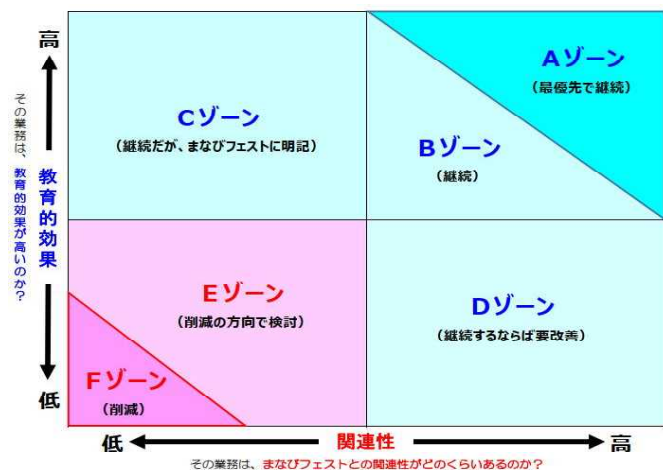 高
その業務は、教育的効果が高いのか？
教育的効果
低
Cゾーン
(継続だが、まなびフェストに明記)
Aゾーン
(最優先で継続)
Bゾーン
(継続)
Eゾーン
(削減の方向で検討)
Fゾーン
(削減)
Dゾーン
(継続するならば要改善)
低
関連性
高
その業務は、まなびフェストとの関連性がどのくらいあるのか？